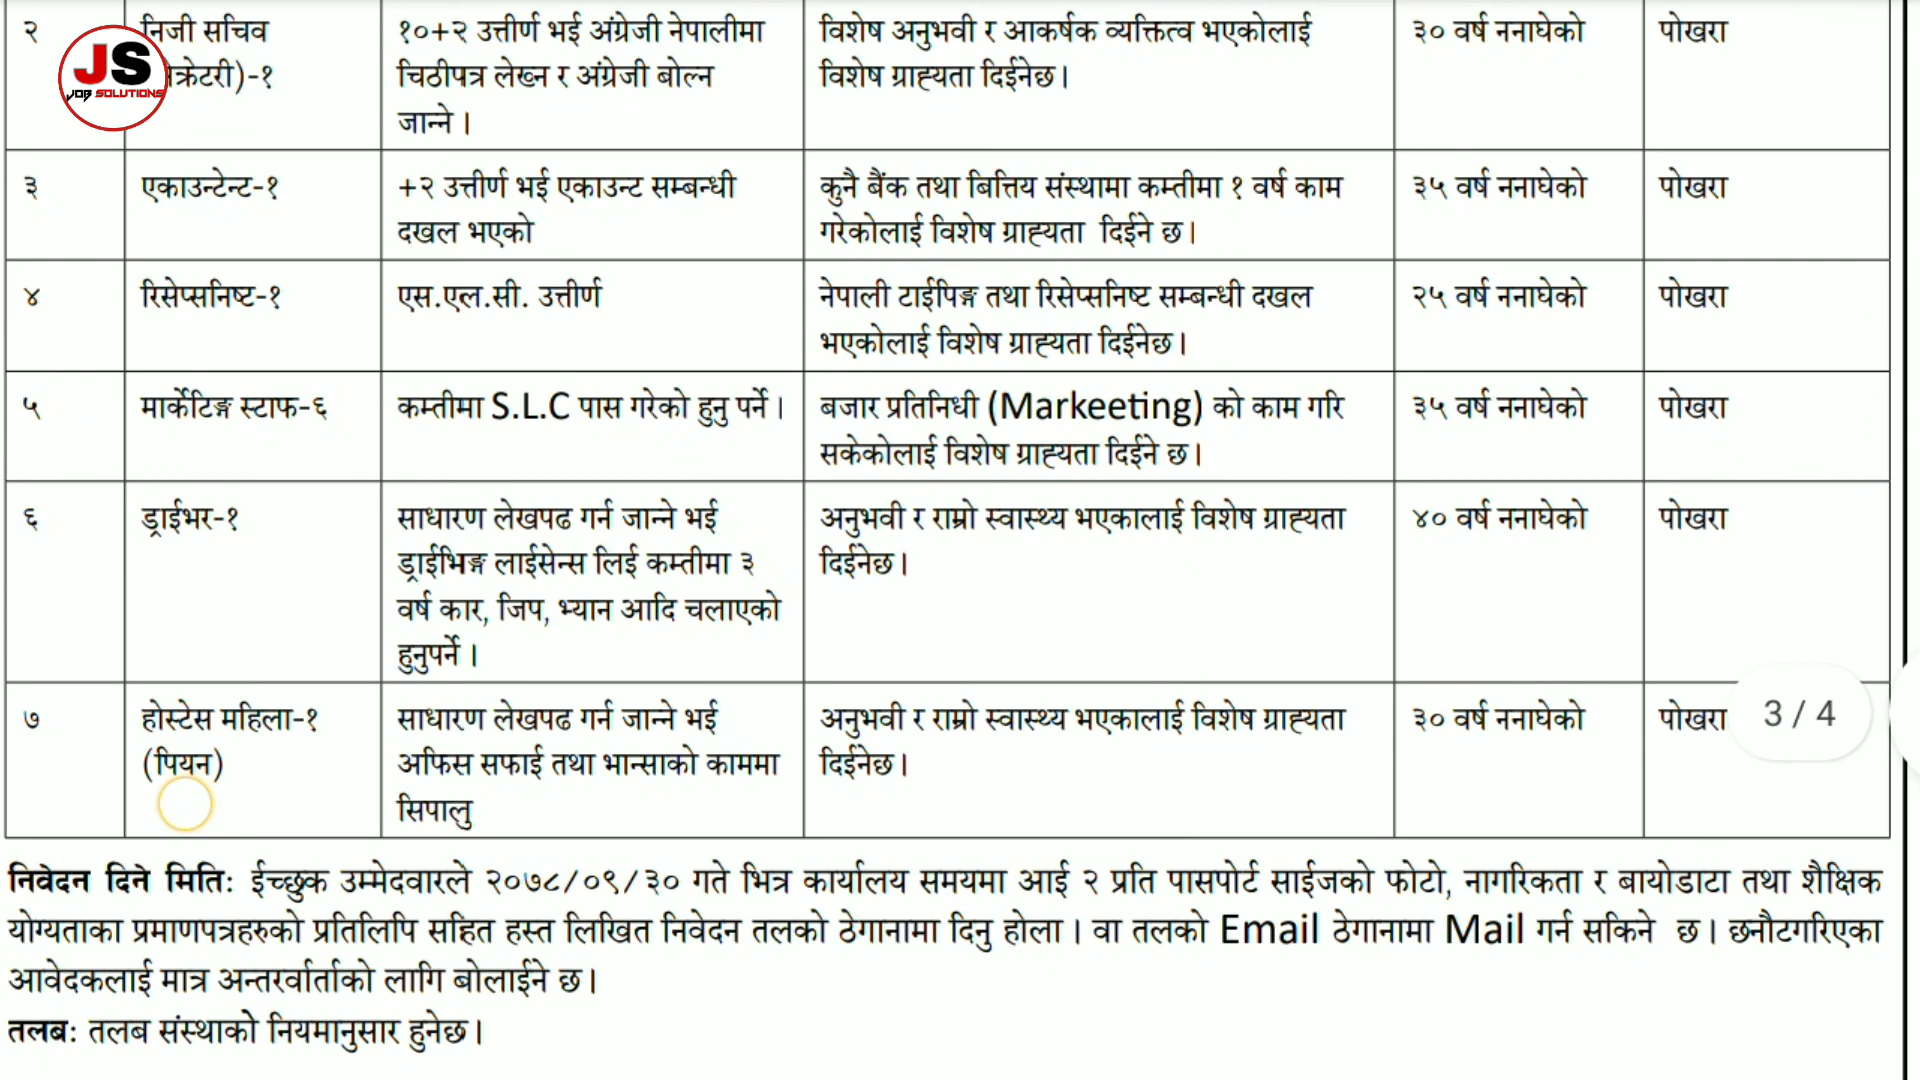 २
निजी सचिव
क्रेटरी)-१
१०+२ उत्तीर्ण भई अंग्रेजी नेपालीमा
चिठीपत्र लेख्न र अंग्रेजी बोल्न
जान्ने ।
विशेष अनुभवी र आकर्षक व्यक्तित्व भएकोलाई
विशेष ग्राह्यता दिईनेछ।
३० वर्ष ननाघेको
पोखरा
JS
JOB SOLUTIONS
३
एकाउन्टेन्ट-१
+२ उत्तीर्ण भई एकाउन्ट सम्बन्धी
दखल भएको
कुनै बैंक तथा बित्तिय संस्थामा कम्तीमा १ वर्ष काम
गरेकोलाई विशेष ग्राह्यता दिईने छ।
३५ वर्ष ननाघेको
पोखरा
४
रिसेप्सनिष्ट-१
एस.एल.सी. उत्तीर्ण
नेपाली टाईपिङ्ग तथा रिसेप्सनिष्ट सम्बन्धी दखल
भएकोलाई विशेष ग्राह्यता दिईनेछ।
२५ वर्ष ननाघेको
पोखरा
५
मार्केटिङ्ग स्टाफ-६
कम्तीमा S.L.C पास गरेको हुनु पर्ने ।
बजार प्रतिनिधी (Markeeting) को काम गरि
सकेकोलाई विशेष ग्राह्यता दिईने छ।
३५ वर्ष ननाघेको
पोखरा
६
ड्राईभर-१
साधारण लेखपढ गर्न जान्ने भई
ड्राईभिङ्ग लाईसेन्स लिई कम्तीमा ३
वर्ष कार, जिप, भ्यान आदि चलाएको
हुनुपर्ने ।
अनुभवी र राम्रो स्वास्थ्य भएकालाई विशेष ग्राह्यता
दिईनेछ।
४० वर्ष ननाघेको
पोखरा
७
होस्टेस महिला-१
(पियन)
साधारण लेखपढ गर्न जान्ने भई
अफिस सफाई तथा भान्साको काममा
सिपालु
अनुभवी र राम्रो स्वास्थ्य भएकालाई विशेष ग्राह्यता
दिईनेछ।
३० वर्ष ननाघेको
पोखरा
3 / 4
निवेदन दिने मिति: ईच्छुक उम्मेदवारले २०७८/०९/३० गते भित्र कार्यालय समयमा आई २ प्रति पासपोर्ट साईजको फोटो, नागरिकता र बायोडाटा तथा शैक्षिक
योग्यताका प्रमाणपत्रहरुको प्रतिलिपि सहित हस्त लिखित निवेदन तलको ठेगानामा दिनु होला । वा तलको Email ठेगानामा Mail गर्न सकिने छ। छनौटगरिएका
आवेदकलाई मात्र अन्तरर्वार्ताको लागि बोलाईने छ।
तलब: तलब संस्थाको नियमानुसार हुनेछ।